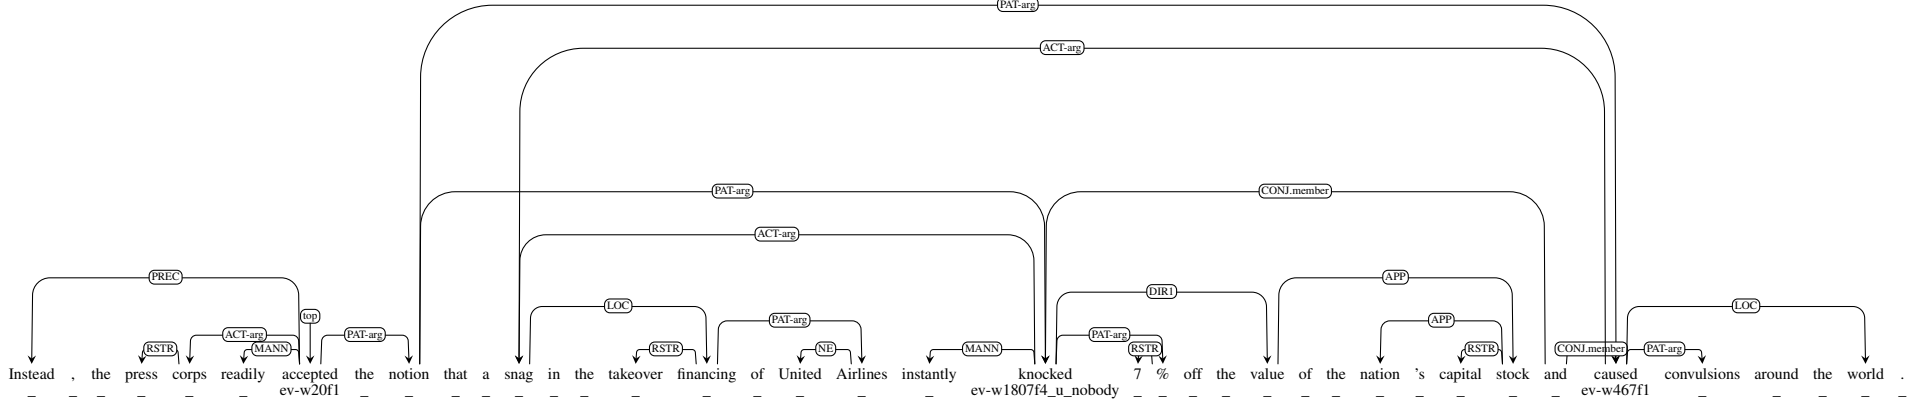 PAT-arg
ACT-arg
PAT-arg CONJ.member
ACT-arg
PREC APP
DIR1
LOC LOC
top
PAT-arg APP
ACT-arg PAT-arg PAT-arg
RSTR MANN RSTR NE MANN RSTR RSTR CONJ.member PAT-arg
Instead , the press corps readily accepted the notion that a snag in the takeover financing of United Airlines instantly knocked 7 % off the value of the nation 's capital stock and caused convulsions around the world .
_ _ _ _ _ _ ev-w20f1 _ _ _ _ _ _ _ _ _ _ _ _ _ ev-w1807f4_u_nobody _ _ _ _ _ _ _ _ _ _ _ _ ev-w467f1 _ _ _ _ _